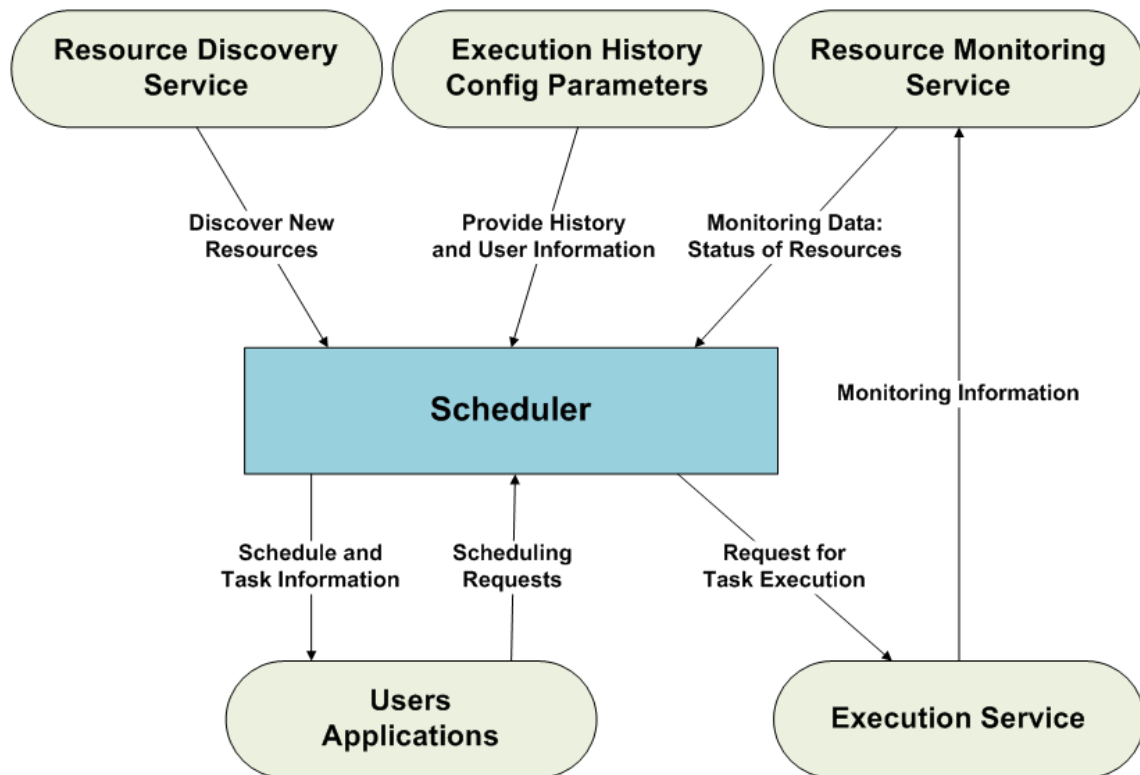 Resource Discovery
Service
Execution History
Config Parameters
Resource Monitoring
Service
Discover New
Resources
Provide History
and User Information
Monitoring Data:
Status of Resources
Scheduler
Monitoring Information
Schedule and
Task Information
Scheduling
Requests
Request for
Task Execution
Users
Applications
Execution Service